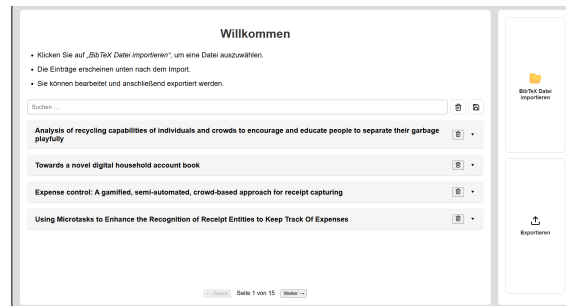 Willkommen
• Klicken Sie auf „BibTeX Datei importieren“, um eine Datei auszuwählen.
• Die Einträge erscheinen unten nach dem Import.
• Sie können bearbeitet und anschließend exportiert werden.
Suchen ...
Analysis of recycling capabilities of individuals and crowds to encourage and educate people to separate their garbage
playfully
Towards a novel digital household account book
Expense control: A gamified, semi-automated, crowd-based approach for receipt capturing
Using Microtasks to Enhance the Recognition of Receipt Entities to Keep Track Of Expenses
← Zurück Seite 1 von 15 Weiter →
BibTeX Datei
importieren
Exportieren